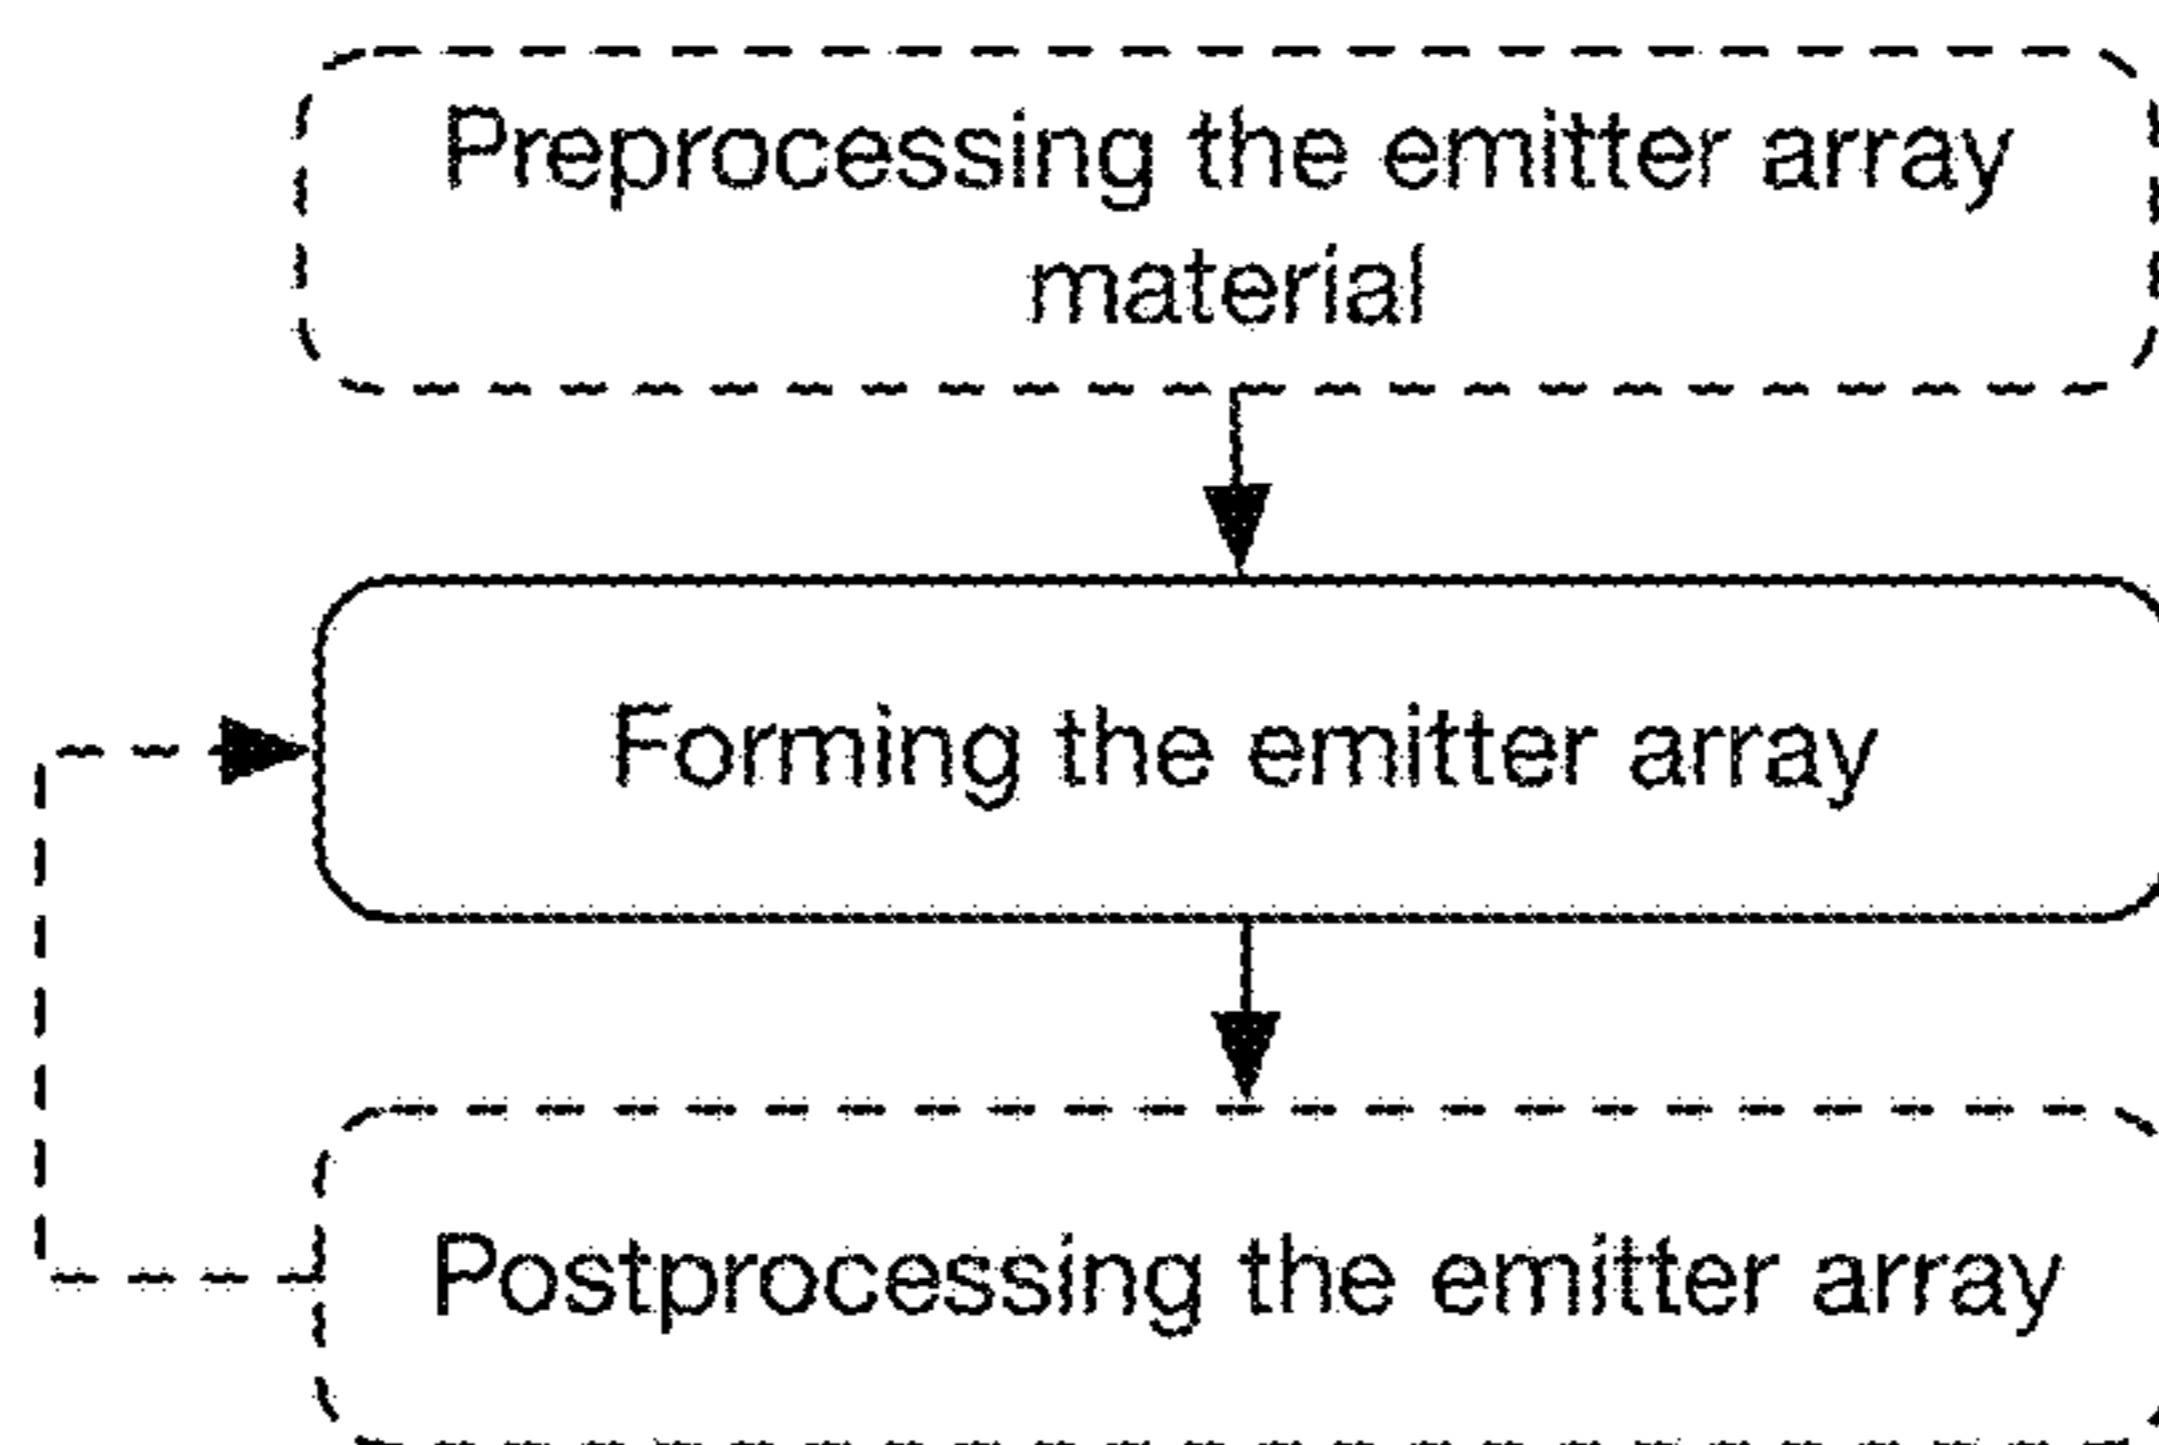 Preprocessing the emitter array
material
Forming the emitter array
Postprocessing the emitter array